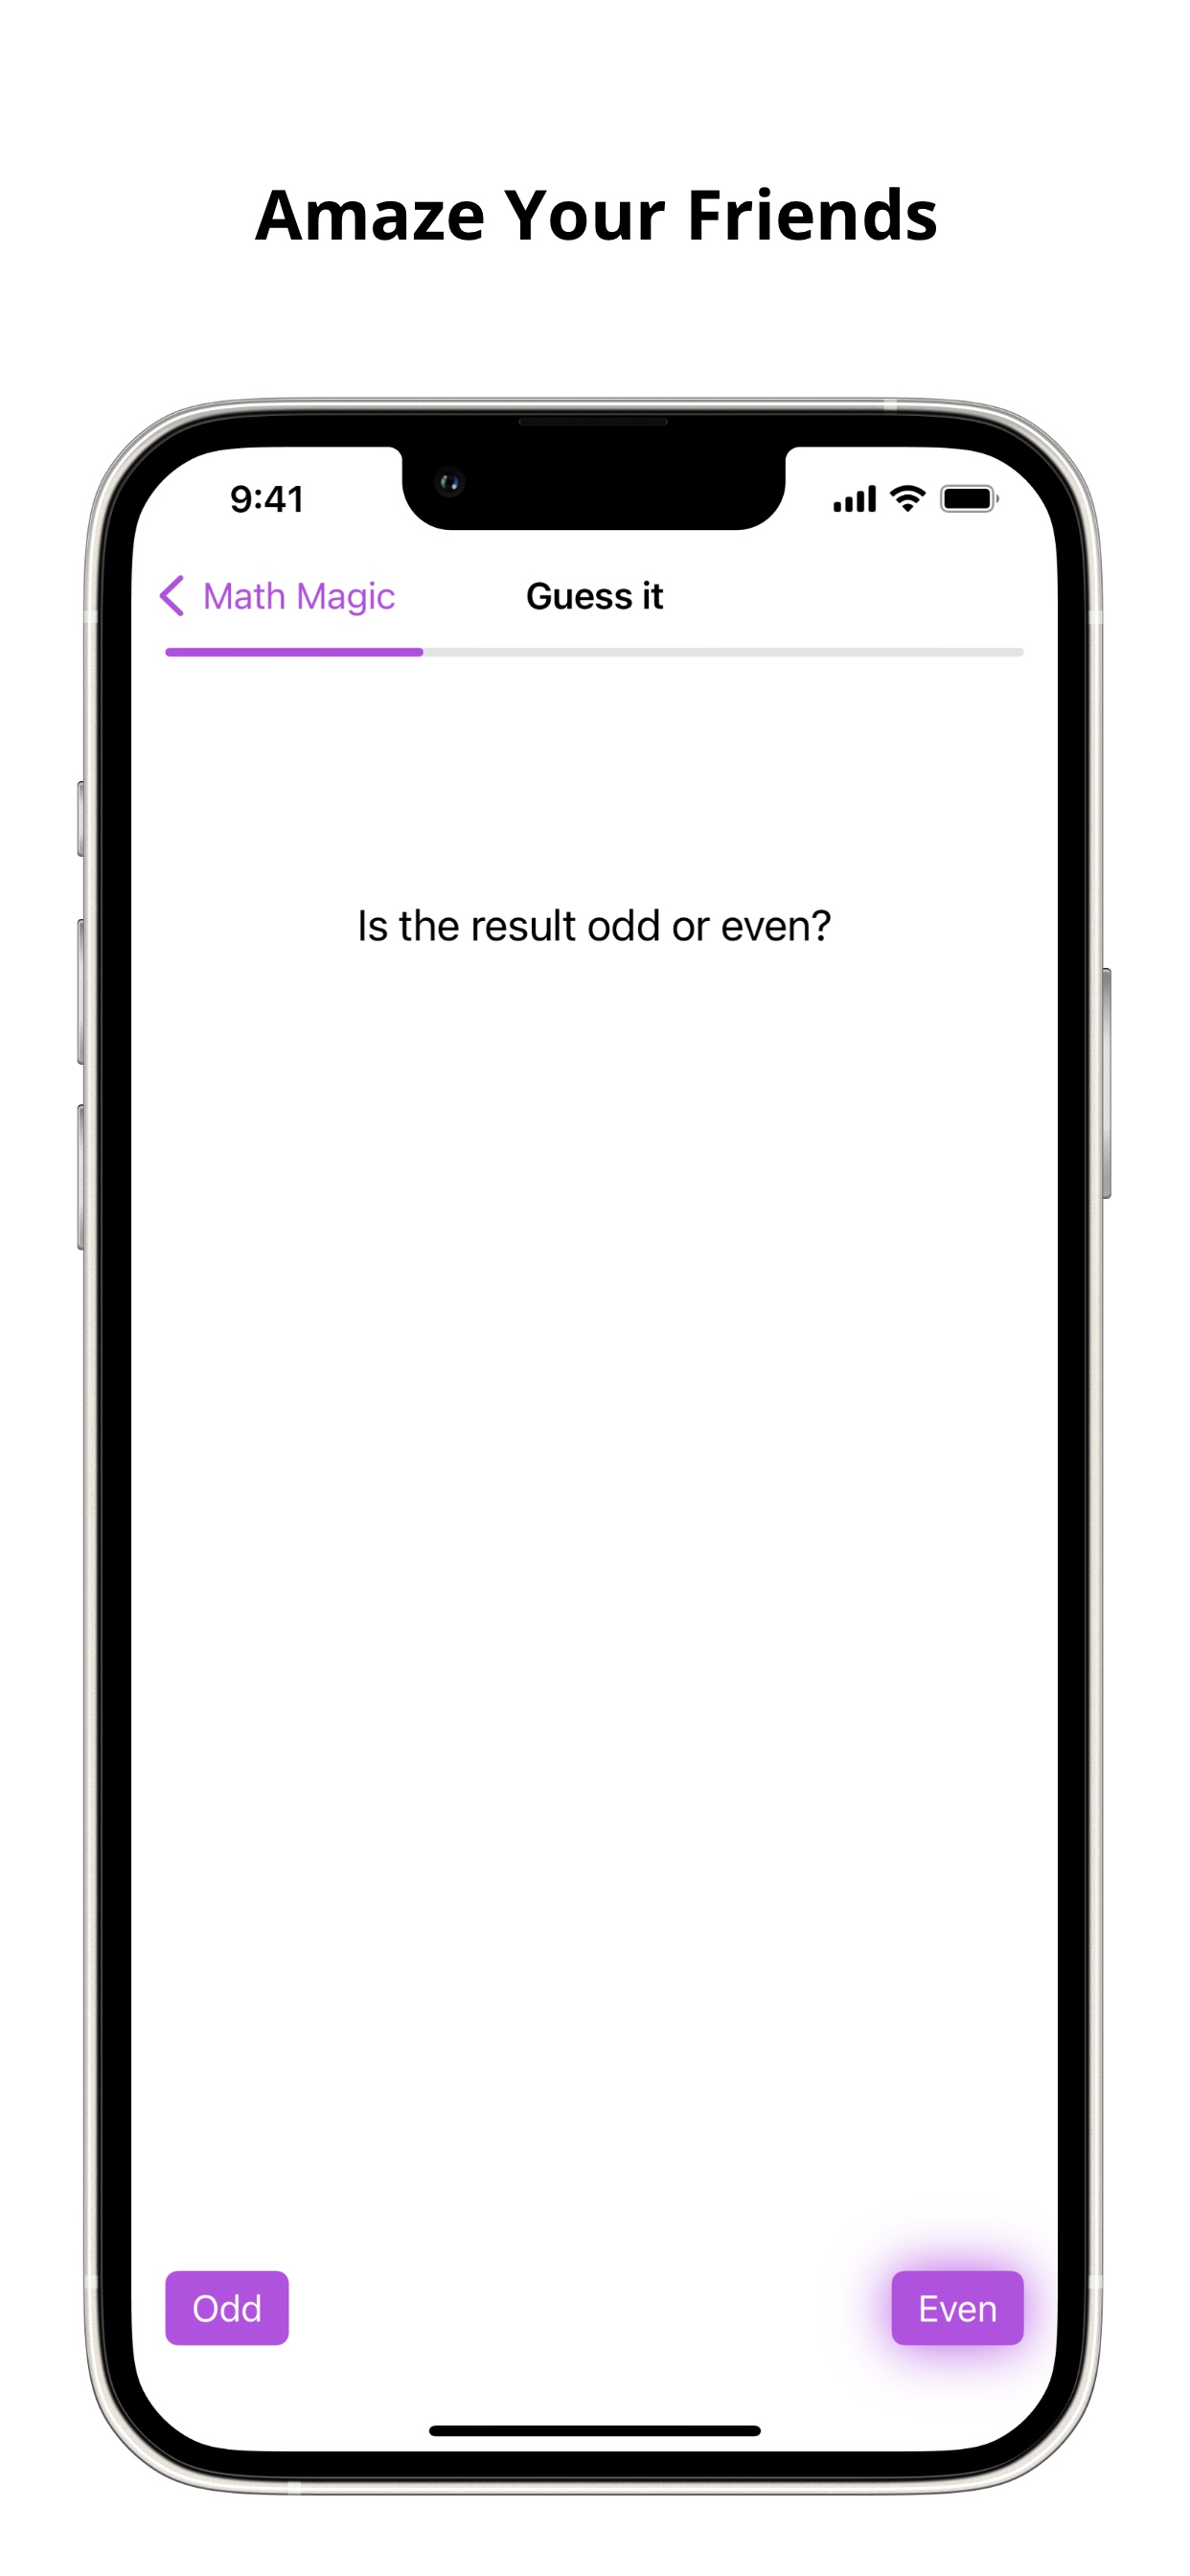 Amaze Your Friends
9:41
Math Magic
Guess it
Is the result odd or even?
Odd
Even